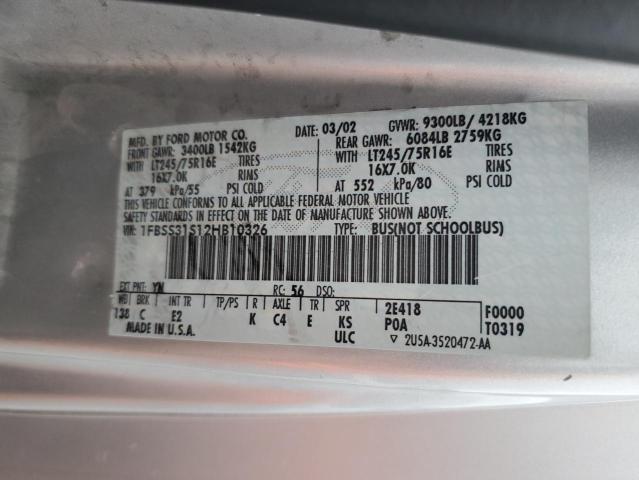 MFD. BY FORD MOTOR CO.
DATE: 03/02 GVWR: 9300LB/ 4218KG
FRONT GAWR: 3400LB 1542KG REAR GAWR: 6084LB 2759KG
WITH LT245/75R16E TIRES WITH LT245/75R16E TIRES
16X7.0K RIMS 16X7.0K RIMS
AT 379 kPa/55 PSI COLD AT 552 kPa/80 PSI COLD
THIS VEHICLE CONFORMS TO ALL APPLICABLE FEDERAL MOTOR VEHICLE
SAFETY STANDARDS IN EFFECT ON THE DATE OF MANUFACTURE SHOWN ABOVE.
VIN: 1FBSS31S12HB10326 TYPE: BUS(NOT SCHOOLBUS)
EXT PNT: YN RC: 56 DSO:
WB BRK INT TR TP/PS R AXLE TR SPR 2E418 F0000
138 C E2 K C4 E KS P0A T0319
MADE IN U.S.A. ULC ▽ 2U5A-3520472-AA